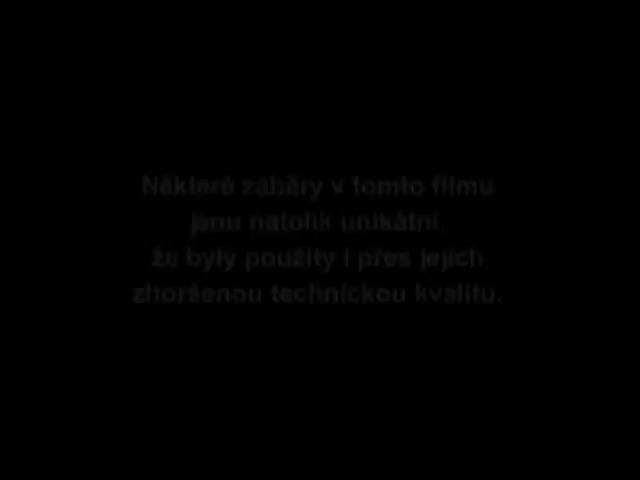 Některé záběry v tomto filmu
jsou natolik unikátní,
že byly použity i přes jejich
zhoršenou technickou kvalitu.